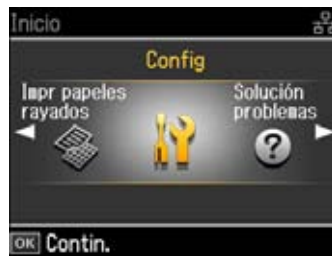 Inicio
Config
Impr papeles
rayados
Solución
problemas
?
OK Contin.